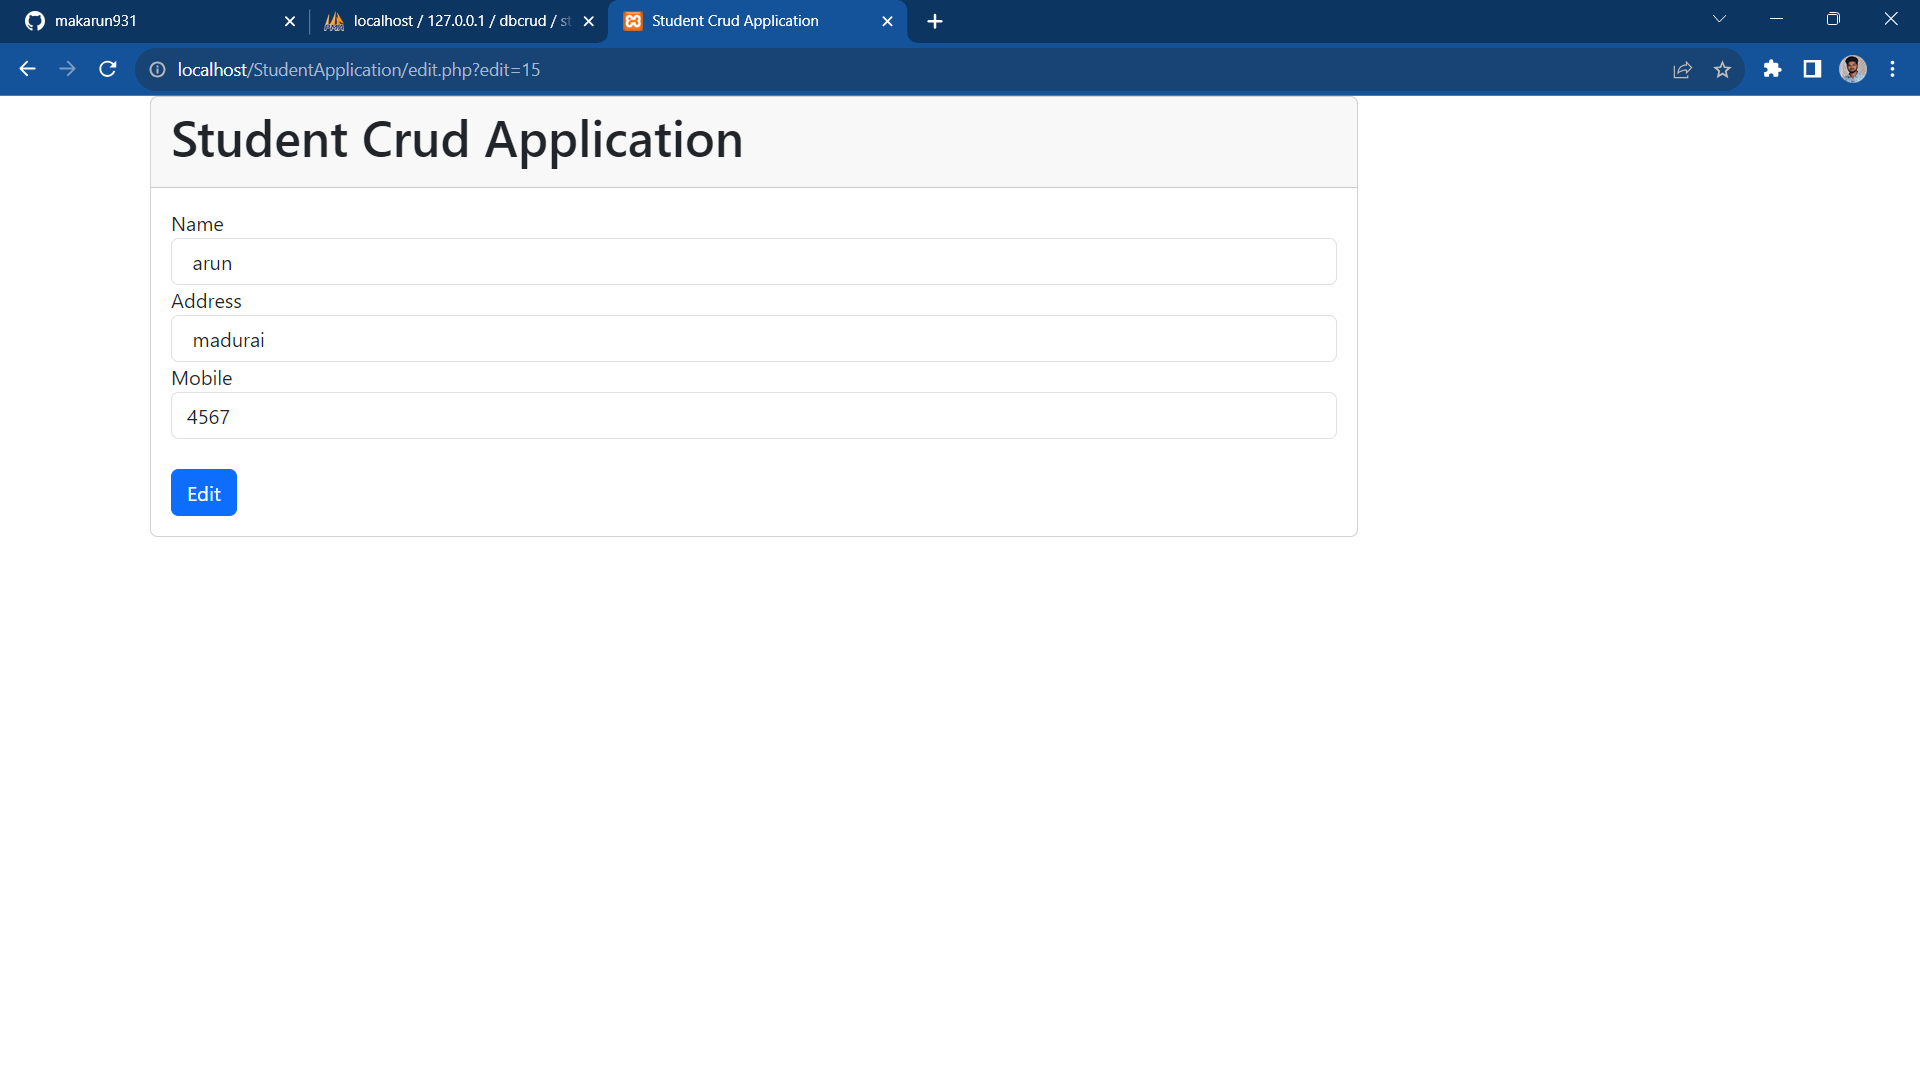 makarun931
localhost / 127.0.0.1 / dbcrud / st
Student Crud Application
localhost/StudentApplication/edit.php?edit=15
Student Crud Application
Name
arun
Address
madurai
Mobile
4567
Edit